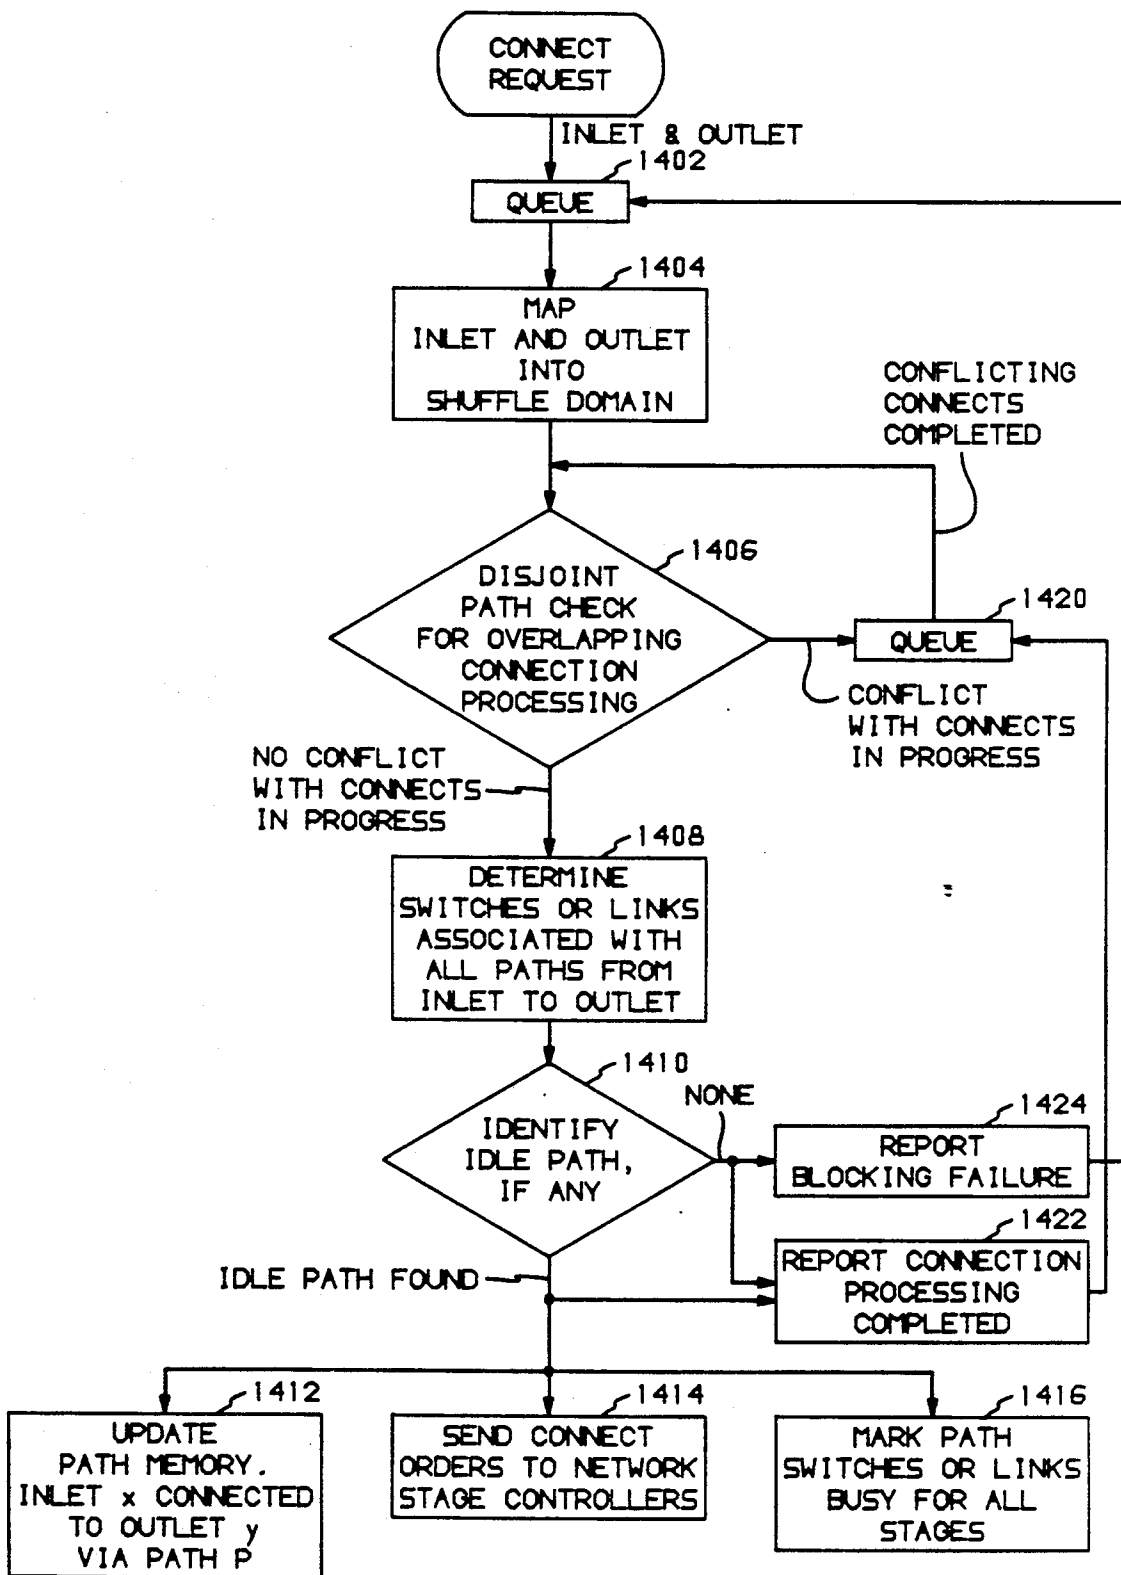 CONNECT
REQUEST
INLET & OUTLET
1402
QUEUE
1404
MAP
INLET AND OUTLET
INTO
SHUFFLE DOMAIN
CONFLICTING
CONNECTS
COMPLETED
1406
DISJOINT
PATH CHECK
FOR OVERLAPPING
CONNECTION
PROCESSING
1420
QUEUE
CONFLICT
WITH CONNECTS
IN PROGRESS
NO CONFLICT
WITH CONNECTS
IN PROGRESS
1408
DETERMINE
SWITCHES OR LINKS
ASSOCIATED WITH
ALL PATHS FROM
INLET TO OUTLET
1410
IDENTIFY
IDLE PATH,
IF ANY
NONE
1424
REPORT
BLOCKING FAILURE
1422
REPORT CONNECTION
PROCESSING
COMPLETED
IDLE PATH FOUND
1412
UPDATE
PATH MEMORY.
INLET x CONNECTED
TO OUTLET y
VIA PATH P
1414
SEND CONNECT
ORDERS TO NETWORK
STAGE CONTROLLERS
1416
MARK PATH
SWITCHES OR LINKS
BUSY FOR ALL
STAGES